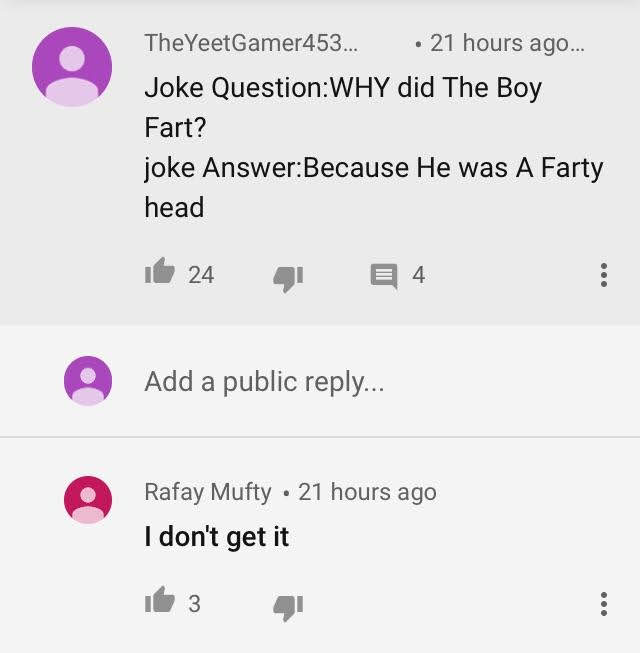 TheYeetGamer453... • 21 hours ago...
Joke Question:WHY did The Boy
Fart?
joke Answer:Because He was A Farty
head
24 4
Add a public reply...
Rafay Mufty • 21 hours ago
I don't get it
3